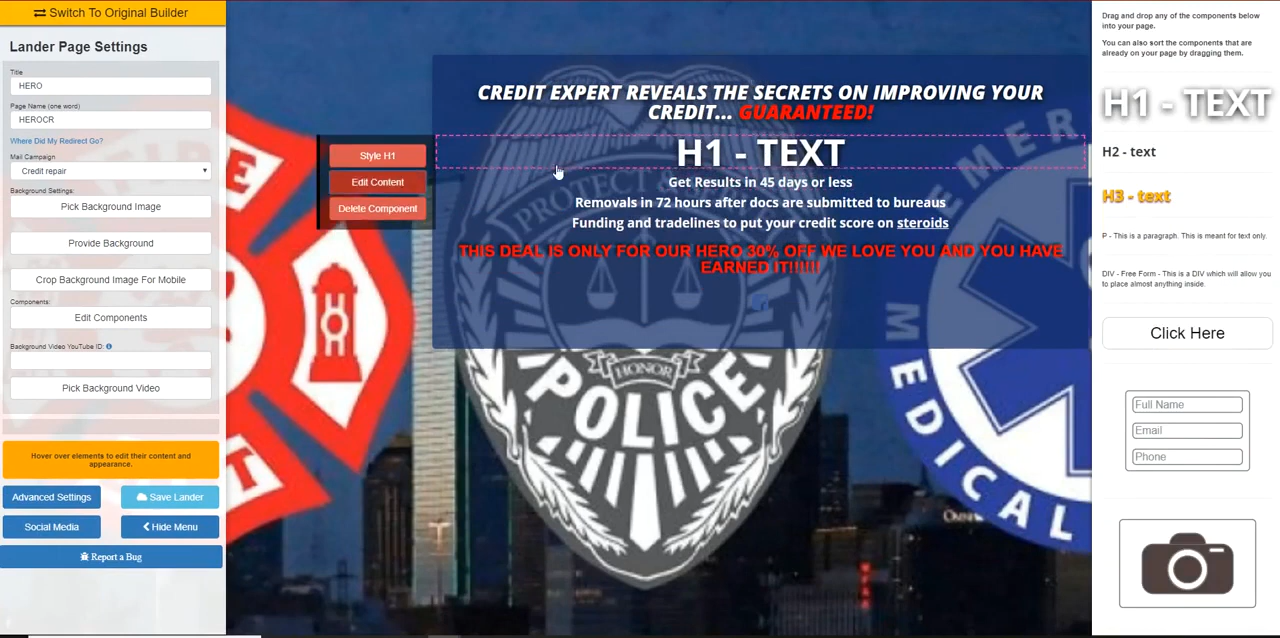 Switch To Original Builder
Lander Page Settings
Title
HERO
Page Name (one word)
HEROCR
Where Did My Redirect Go?
Mail Campaign
Credit repair
Background Settings:
Pick Background Image
Provide Background
Crop Background Image For Mobile
Components:
Edit Components
Background Video YouTube ID:
Pick Background Video
Hover over elements to edit their content and
appearance.
Advanced Settings
Save Lander
Social Media
Hide Menu
Report a Bug
Style H1
Edit Content
Delete Component
CREDIT EXPERT REVEALS THE SECRETS ON IMPROVING YOUR
CREDIT... GUARANTEED!
H1 - TEXT
Get Results in 45 days or less
Removals in 72 hours after docs are submitted to bureaus
Funding and tradelines to put your credit score on steroids
THIS DEAL IS ONLY FOR OUR HERO 30% OFF WE LOVE YOU AND YOU HAVE
EARNED IT!!!!!!
PROTECT
HONOR
POLICE
EMER
MEDICAL
Drag and drop any of the components below
into your page.
You can also sort the components that are
already on your page by dragging them.
H1 - TEXT
H2 - text
H3 - text
P - This is a paragraph. This is meant for text only.
DIV - Free Form - This is a DIV which will allow you
to place almost anything inside.
Click Here
Full Name
Email
Phone